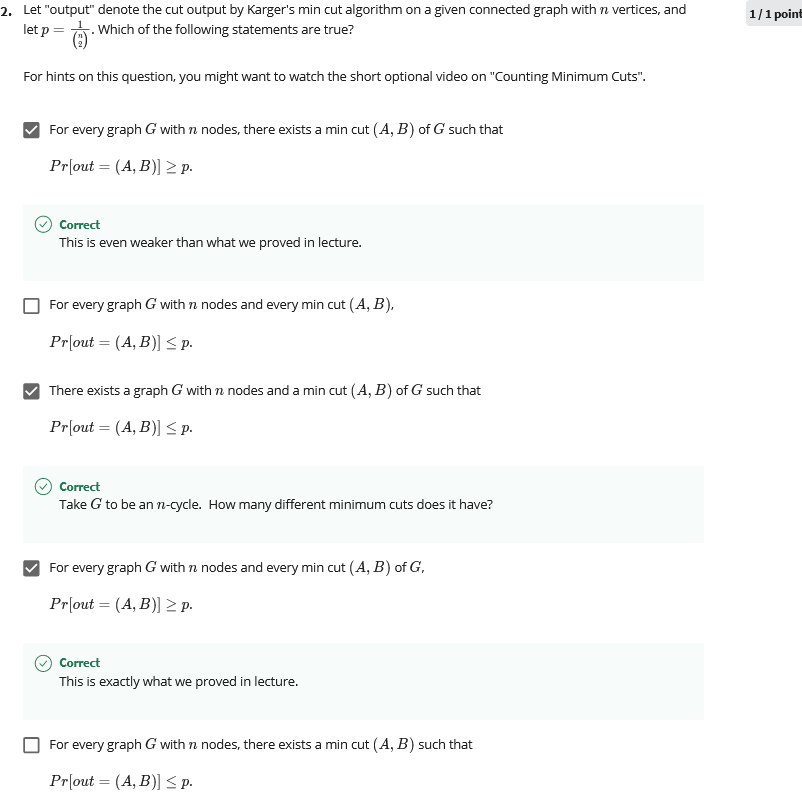 2. Let "output" denote the cut output by Karger's min cut algorithm on a given connected graph with n vertices, and
1 / 1 point
let p = 1/(n 2). Which of the following statements are true?
For hints on this question, you might want to watch the short optional video on "Counting Minimum Cuts".
For every graph G with n nodes, there exists a min cut (A, B) of G such that
Pr[out = (A, B)] ≥ p.
Correct
This is even weaker than what we proved in lecture.
For every graph G with n nodes and every min cut (A, B),
Pr[out = (A, B)] ≤ p.
There exists a graph G with n nodes and a min cut (A, B) of G such that
Pr[out = (A, B)] ≤ p.
Correct
Take G to be an n-cycle. How many different minimum cuts does it have?
For every graph G with n nodes and every min cut (A, B) of G,
Pr[out = (A, B)] ≥ p.
Correct
This is exactly what we proved in lecture.
For every graph G with n nodes, there exists a min cut (A, B) such that
Pr[out = (A, B)] ≤ p.